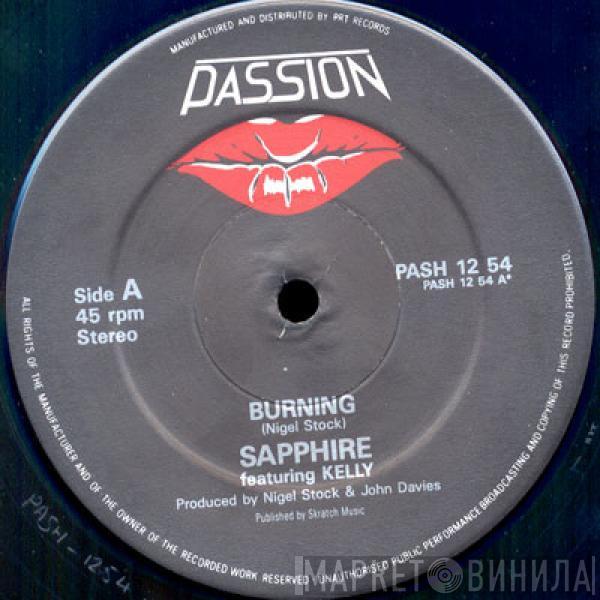 MANUFACTURED AND DISTRIBUTED BY PRT RECORDS
PASSION
Side A
45 rpm
Stereo
PASH 12 54
PASH 12 54 A*
BURNING
(Nigel Stock)
SAPPHIRE
featuring KELLY
Produced by Nigel Stock & John Davies
Published by Skratch Music
ALL RIGHTS OF THE MANUFACTURER AND OF THE OWNER OF THE RECORDED WORK RESERVED · UNAUTHORISED PUBLIC PERFORMANCE BROADCASTING AND COPYING OF THIS RECORD PROHIBITED.
PASH-1254
МАРКЕТ ВИНИЛА